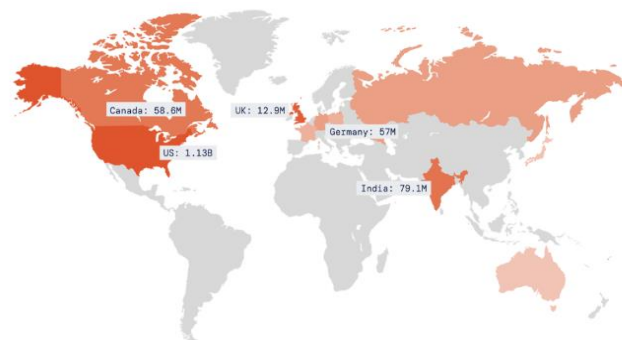 Canada: 58.6M
UK: 12.9M
Germany: 57M
US: 1.13B
India: 79.1M